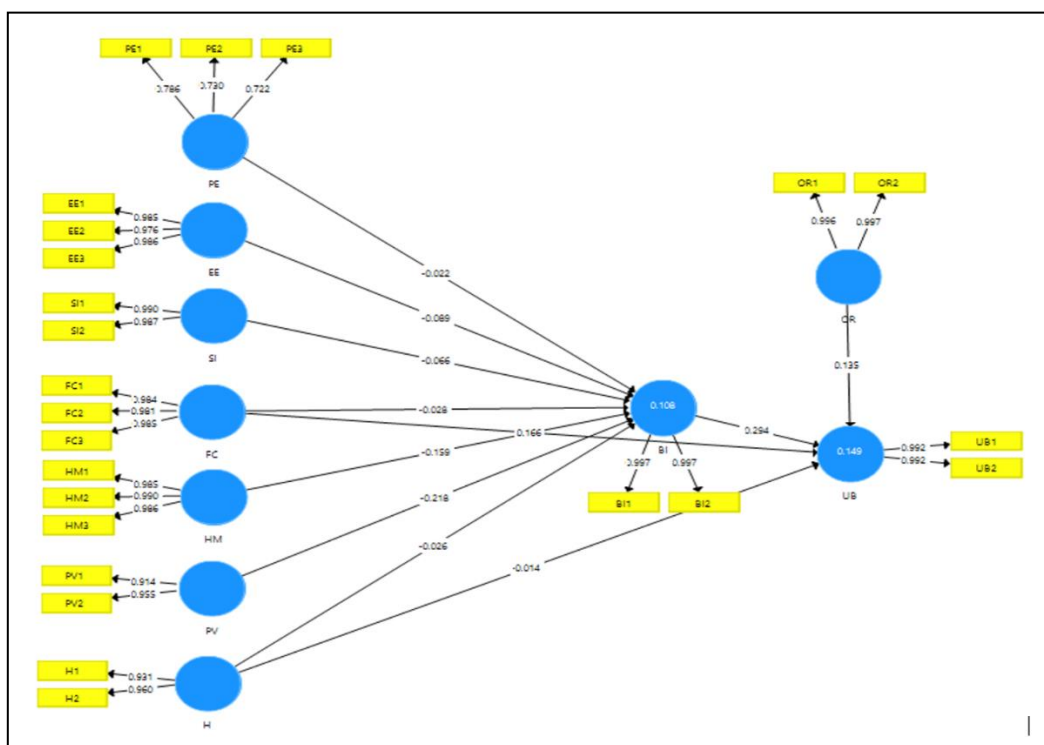 PE1 PE2 PE3
0.786 0.730 0.722
PE
EE1
EE2
EE3
0.985
0.976
0.986
EE
SI1
SI2
0.990
0.987
SI
FC1
FC2
FC3
0.984
0.981
0.985
FC
HM1
HM2
HM3
0.985
0.990
0.986
HM
PV1
PV2
0.914
0.955
PV
H1
H2
0.931
0.960
H
-0.022
-0.089
-0.066
-0.028
0.166
-0.159
-0.218
-0.026
-0.014
0.108
BI
0.997 0.997
BI1 BI2
0.294
OR1 OR2
0.996 0.997
OR
0.135
0.149
UB
0.992
0.992
UB1
UB2